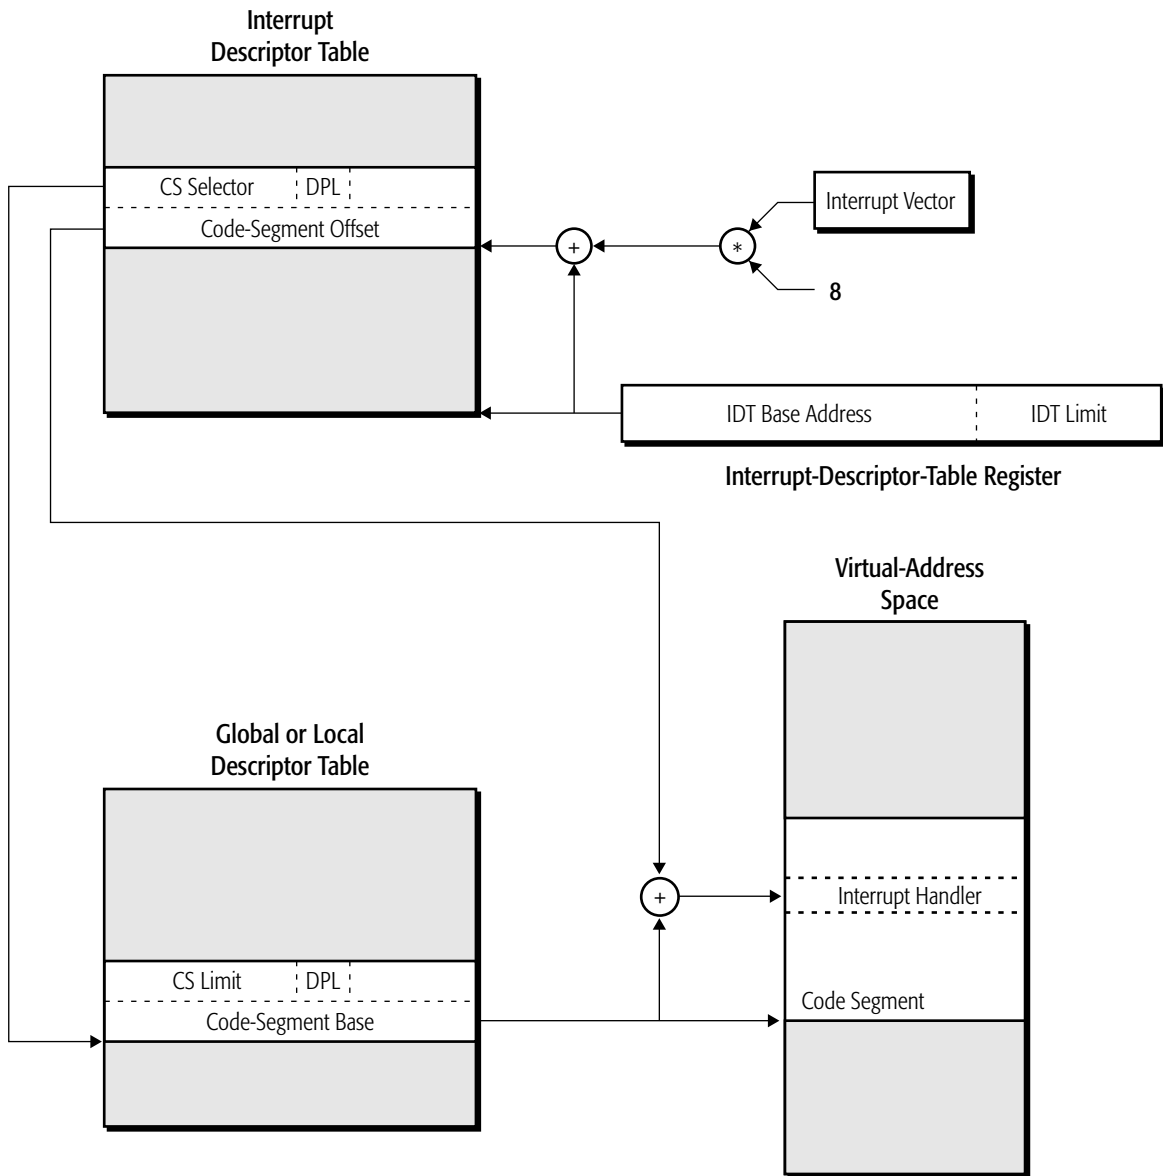 Interrupt
Descriptor Table
CS Selector
DPL
Code-Segment Offset
Interrupt Vector
+
*
8
IDT Base Address
IDT Limit
Interrupt-Descriptor-Table Register
Virtual-Address
Space
Global or Local
Descriptor Table
+
Interrupt Handler
CS Limit
DPL
Code-Segment Base
Code Segment